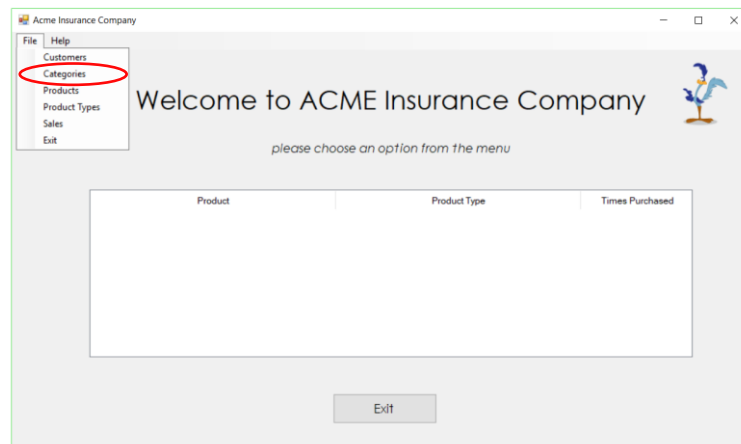 Acme Insurance Company
File Help
Customers
Categories
Products
Product Types
Sales
Exit
Welcome to ACME Insurance Company
please choose an option from the menu
Product Product Type Times Purchased
Exit